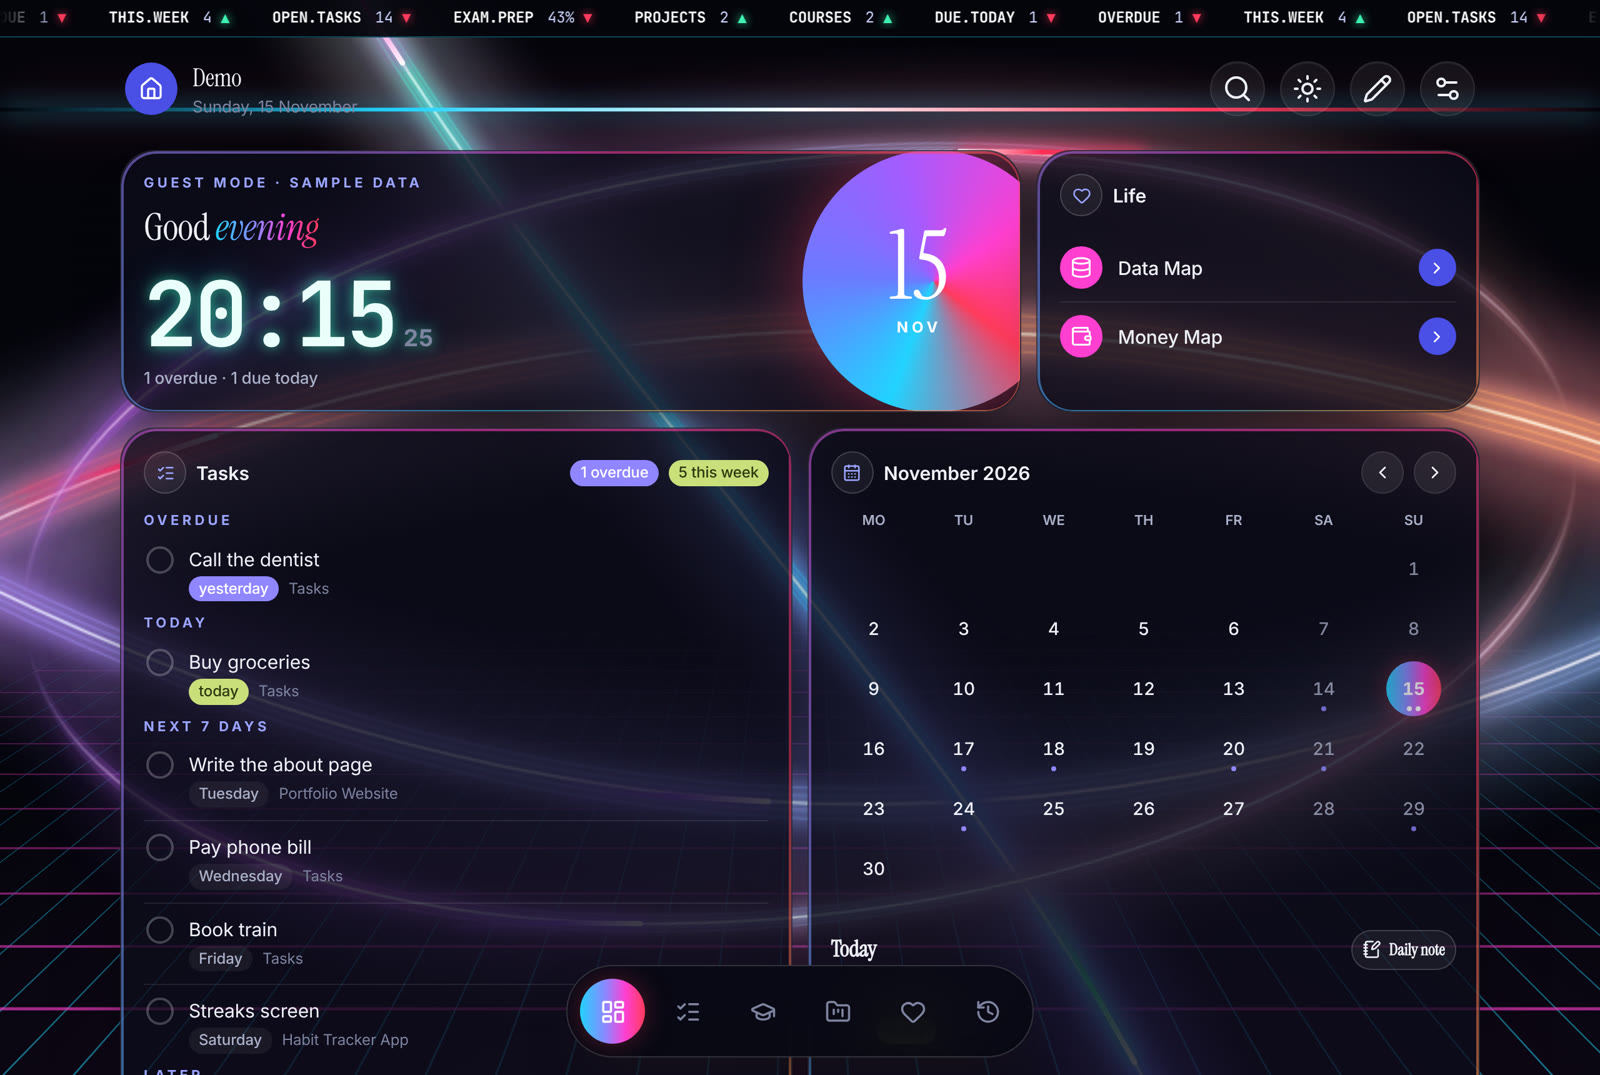 DUE 1 ▼ THIS.WEEK 4 ▲ OPEN.TASKS 14 ▼ EXAM.PREP 43% ▼ PROJECTS 2 ▲ COURSES 2 ▲ DUE.TODAY 1 ▼ OVERDUE 1 ▼ THIS.WEEK 4 ▲ OPEN.TASKS 14 ▼
Demo
Sunday, 15 November
GUEST MODE · SAMPLE DATA
Good evening
20:15 25
1 overdue · 1 due today
15
NOV
Life
Data Map
Money Map
Tasks
1 overdue 5 this week
OVERDUE
Call the dentist
yesterday Tasks
TODAY
Buy groceries
today Tasks
NEXT 7 DAYS
Write the about page
Tuesday Portfolio Website
Pay phone bill
Wednesday Tasks
Book train
Friday Tasks
Streaks screen
Saturday Habit Tracker App
LATER
November 2026
MO TU WE TH FR SA SU
1
2 3 4 5 6 7 8
9 10 11 12 13 14 15
16 17 18 19 20 21 22
23 24 25 26 27 28 29
30
Today
Daily note